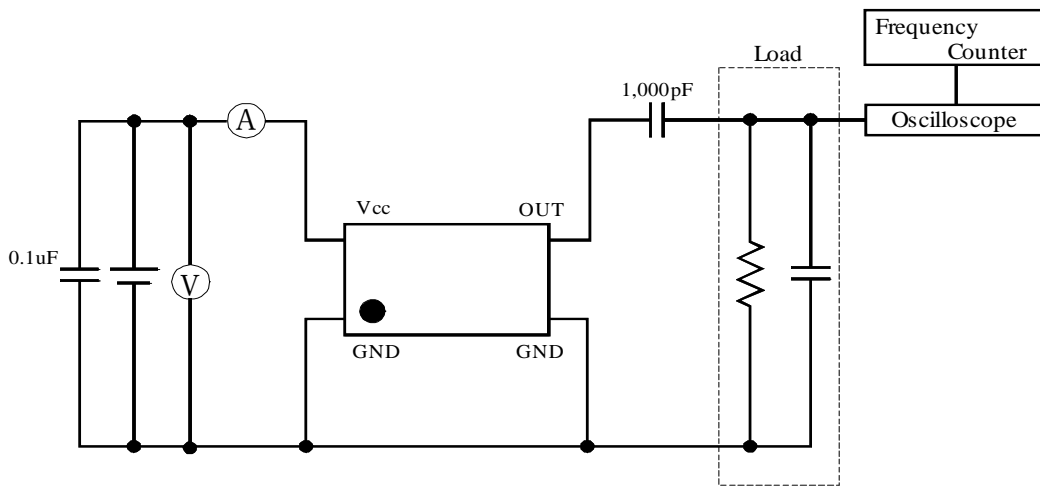 Frequency
Counter
Load
1,000pF
Oscilloscope
A
Vcc
OUT
0.1uF
V
GND
GND